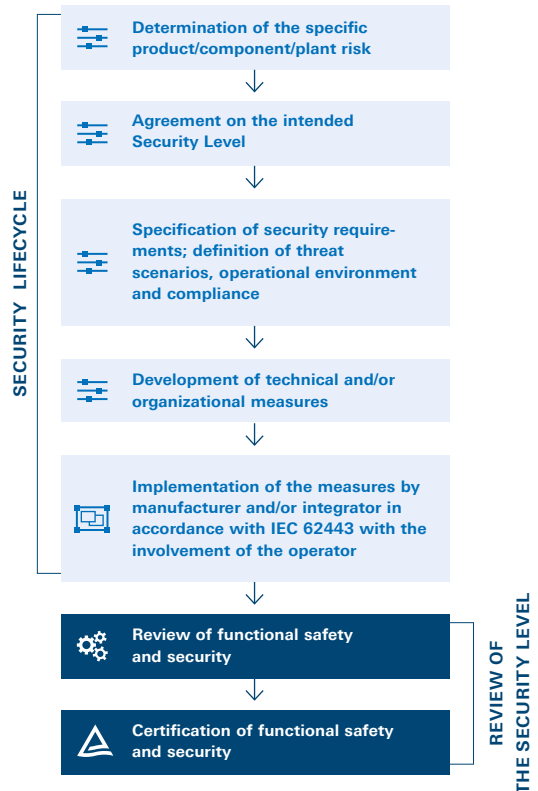 SECURITY LIFECYCLE
Determination of the specific
product/component/plant risk
Agreement on the intended
Security Level
Specification of security require-
ments; definition of threat
scenarios, operational environment
and compliance
Development of technical and/or
organizational measures
Implementation of the measures by
manufacturer and/or integrator in
accordance with IEC 62443 with the
involvement of the operator
Review of functional safety
and security
Certification of functional safety
and security
REVIEW OF
THE SECURITY LEVEL